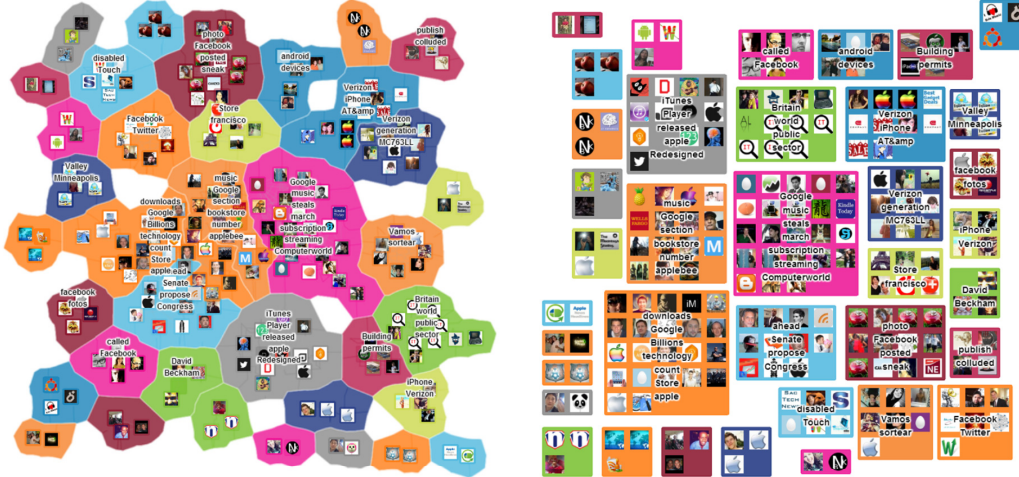 publish
colluded
photo
Facebook
posted
sneak
disabled
iTouch
android
devices
Verizon
iPhone
AT&amp
Store
francisco
Facebook
Twitter
Verizon
generation
MC763LL
Valley
Minneapolis
music
Google
section
bookstore
number
applebee
Google
music
steals
march
subscription
streaming
Computerworld
downloads
Google
Billions
technology
count
Store
apple
ead
Vamos
sortear
Senate
propose
Congress
facebook
fotos
iTunes
Player
released
apple
Redesigned
Britain
world
public
sector
Building
permits
called
Facebook
David
Beckham
iPhone
Verizon
called
Facebook
android
devices
Building
permits
iTunes
Player
released
apple
Redesigned
Britain
world
public
sector
Verizon
iPhone
AT&amp
Valley
Minneapolis
facebook
fotos
music
Google
section
bookstore
number
applebee
Google
music
steals
march
subscription
streaming
Computerworld
Kindle
Today
Verizon
generation
MC763LL
iPhone
Verizon
Store
francisco
David
Beckham
downloads
Google
Billions
technology
count
Store
apple
ahead
Senate
propose
Congress
photo
Facebook
posted
sneak
publish
colluded
disabled
Touch
Vamos
sortear
Facebook
Twitter